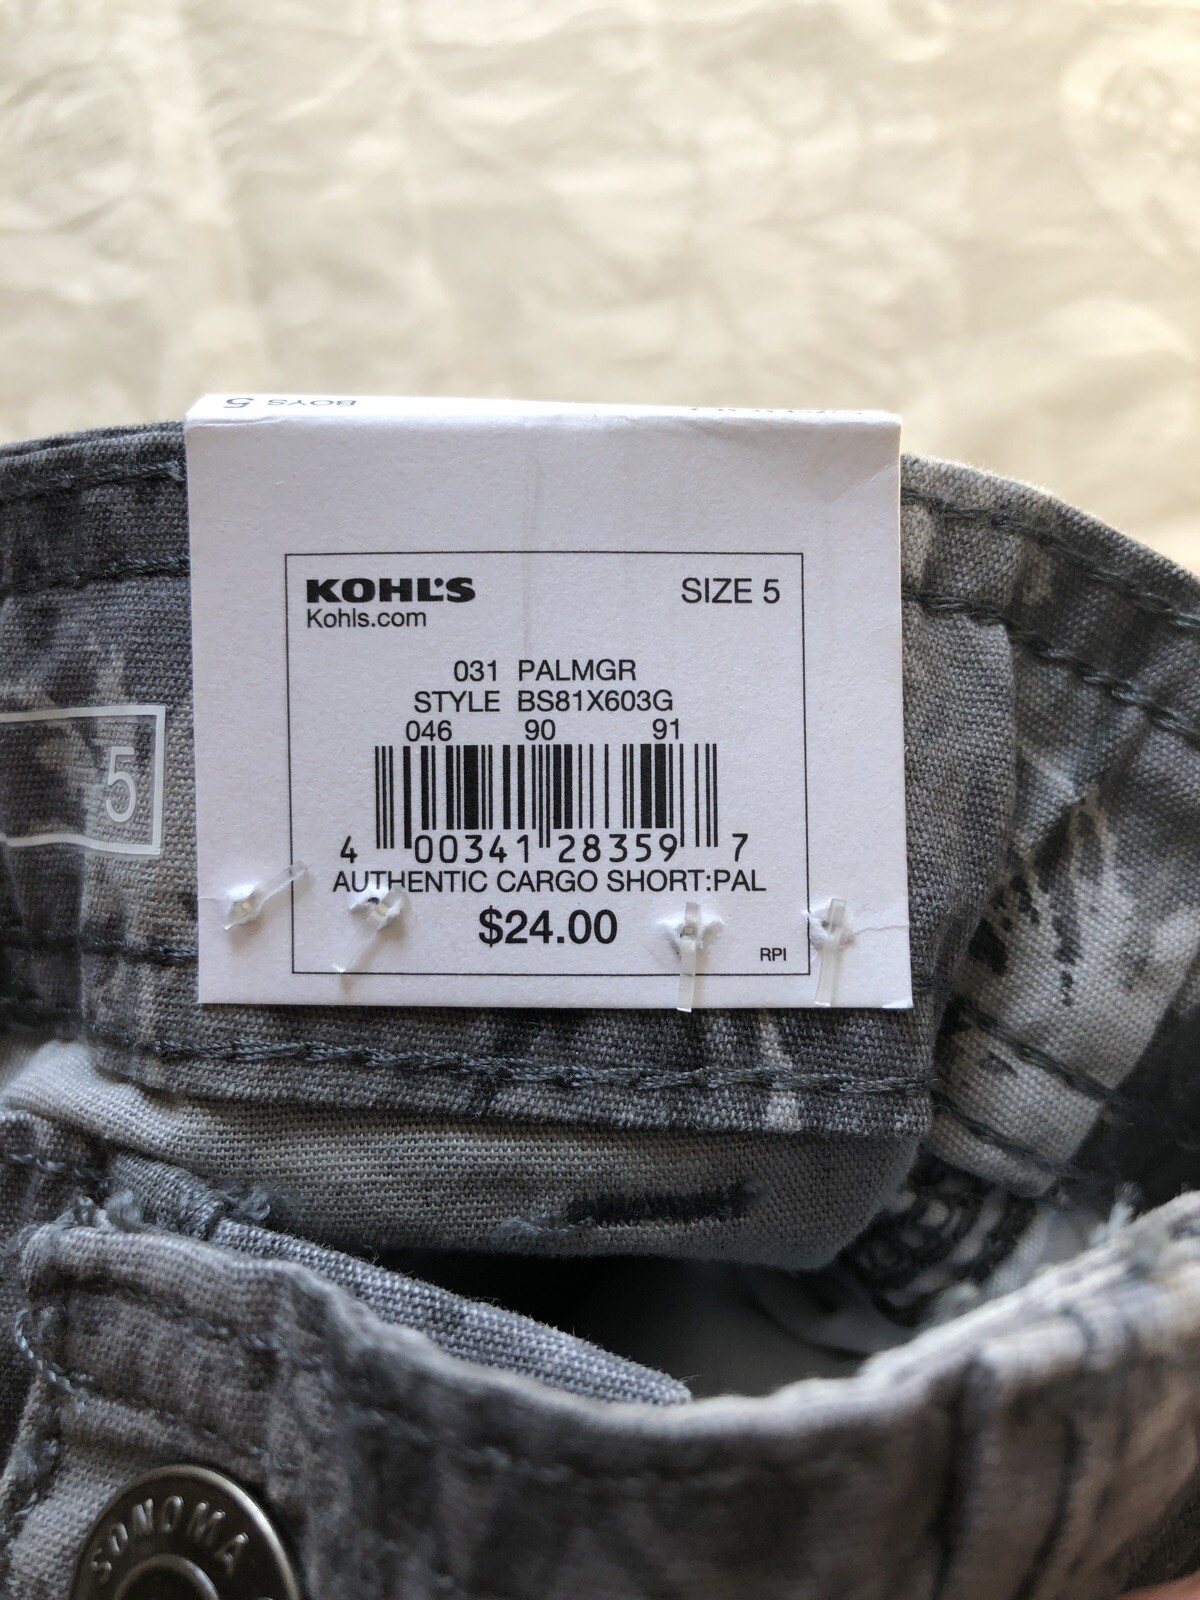 BOYS 5
KOHL'S
SIZE 5
Kohls.com
031 PALMGR
STYLE BS81X603G
046 90 91
4 00341 28359 7
AUTHENTIC CARGO SHORT:PAL
$24.00
RPI
5
SONOMA